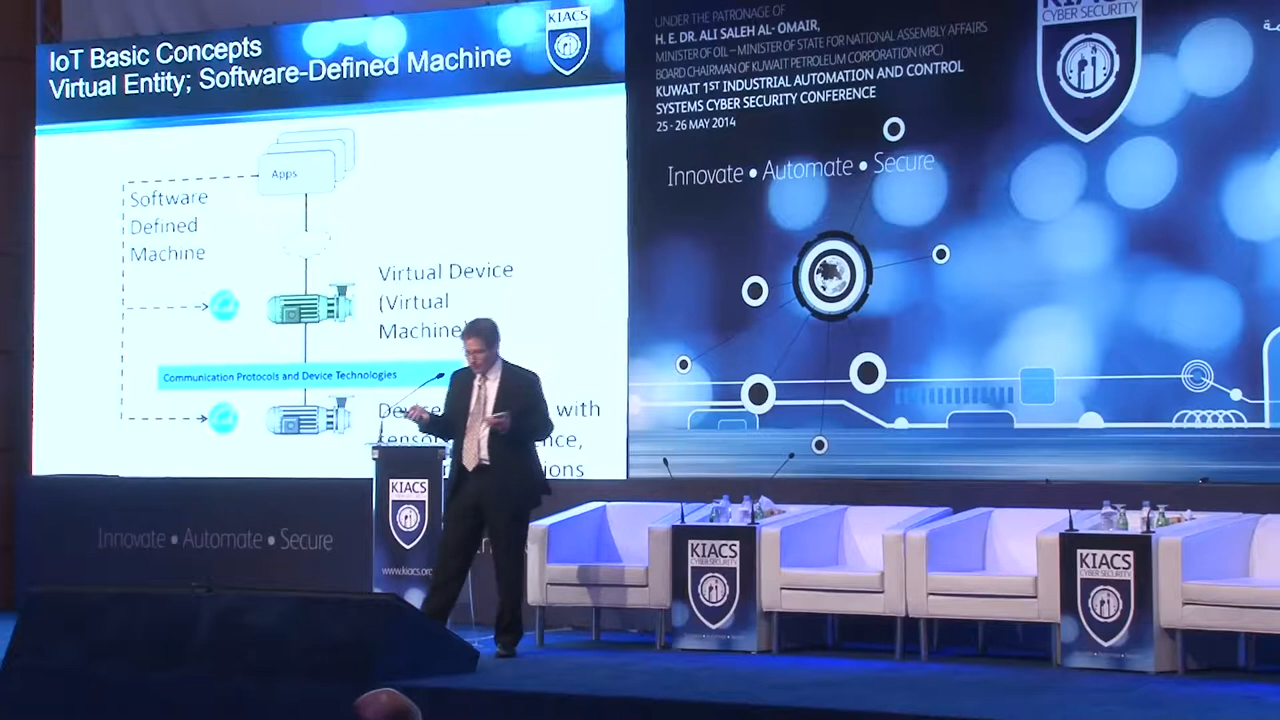 IoT Basic Concepts
Virtual Entity; Software-Defined Machine
KIACS
Apps
Software
Defined
Machine
Virtual Device
(Virtual
Machine
Communication Protocols and Device Technologies
with
UNDER THE PATRONAGE OF
H. E. DR. ALI SALEH AL- OMAIR,
MINISTER OF OIL – MINISTER OF STATE FOR NATIONAL ASSEMBLY AFFAIRS
BOARD CHAIRMAN OF KUWAIT PETROLEUM CORPORATION (KPC)
KUWAIT 1ST INDUSTRIAL AUTOMATION AND CONTROL
SYSTEMS CYBER SECURITY CONFERENCE
25 - 26 MAY 2014
Innovate • Automate • Secure
KIACS
CYBER SECURITY
Innovate • Automate • Secure
KIACS
www.kiacs.org
KIACS
CYBER SECURITY
KIACS
CYBER SECURITY